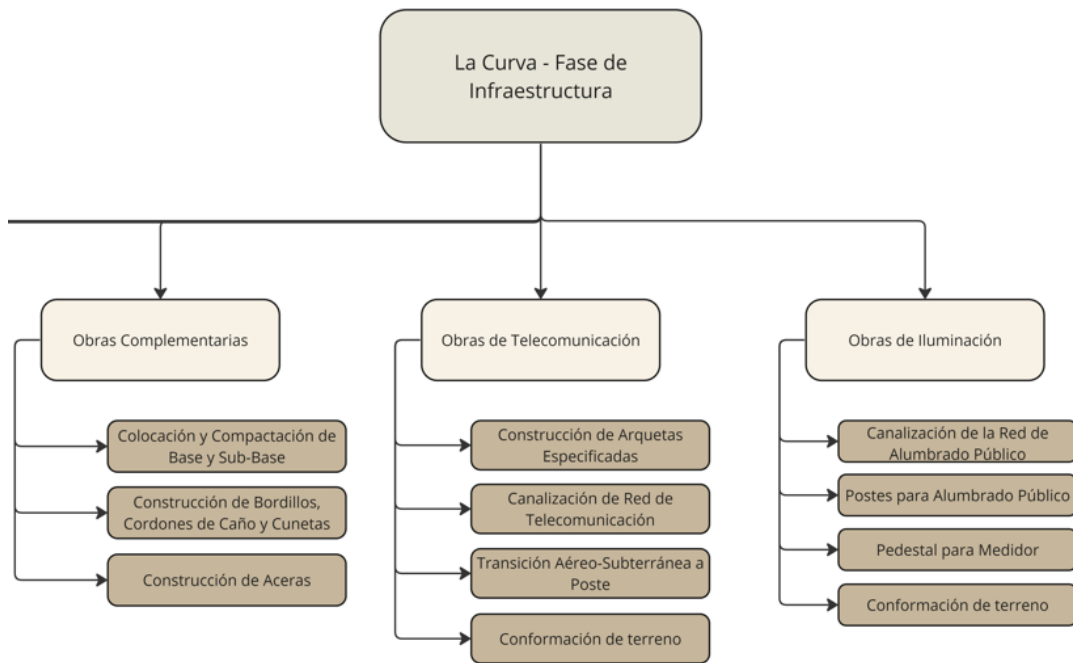 La Curva - Fase de
Infraestructura
Obras Complementarias
Colocación y Compactación de
Base y Sub-Base
Construcción de Bordillos,
Cordones de Caño y Cunetas
Construcción de Aceras
Obras de Telecomunicación
Construcción de Arquetas
Especificadas
Canalización de Red de
Telecomunicación
Transición Aéreo-Subterránea a
Poste
Conformación de terreno
Obras de Iluminación
Canalización de la Red de
Alumbrado Público
Postes para Alumbrado Público
Pedestal para Medidor
Conformación de terreno